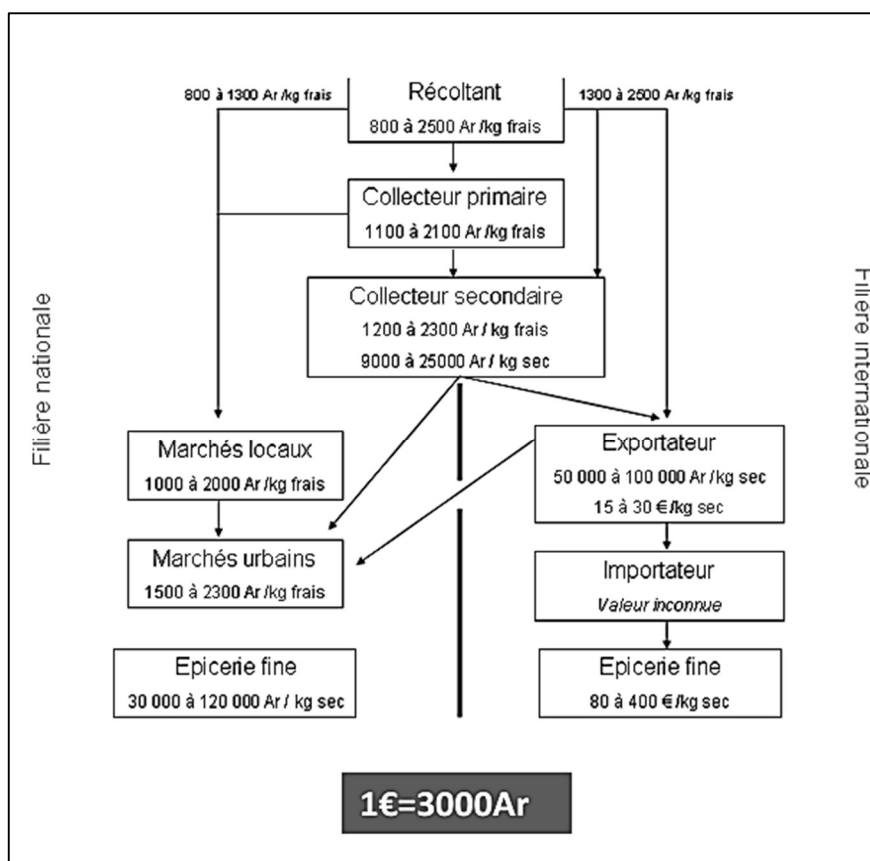 800 à 1300 Ar/kg frais
Récoltant
800 à 2500 Ar/kg frais
1300 à 2500 Ar/kg frais
Collecteur primaire
1100 à 2100 Ar/kg frais
Collecteur secondaire
1200 à 2300 Ar/ kg frais
9000 à 25000 Ar/ kg sec
Filière nationale
Filière internationale
Marchés locaux
1000 à 2000 Ar/kg frais
Exportateur
50 000 à 100 000 Ar/kg sec
15 à 30 €/kg sec
Marchés urbains
1500 à 2300 Ar/kg frais
Importateur
Valeur inconnue
Epicerie fine
30 000 à 120 000 Ar / kg sec
Epicerie fine
80 à 400 €/kg sec
1€=3000Ar